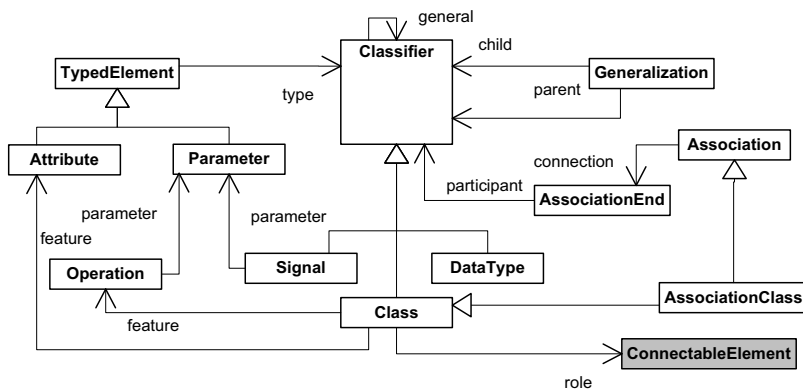 general
Classifier
child
TypedElement
Generalization
type
parent
Attribute
Parameter
Association
connection
participant
AssociationEnd
parameter
parameter
feature
Operation
Signal
DataType
AssociationClass
Class
feature
ConnectableElement
role